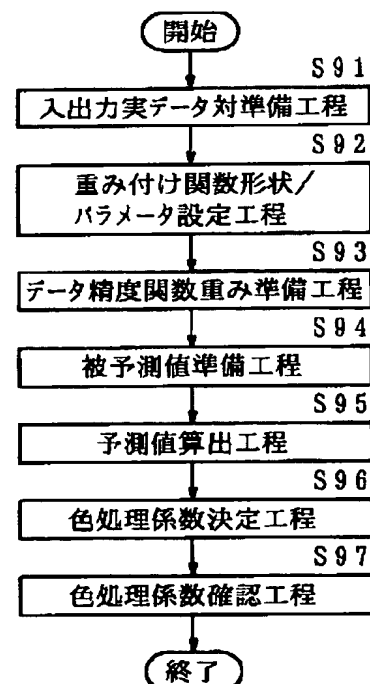 開始
S91
入出力実データ対準備工程
S92
重み付け関数形状/
パラメータ設定工程
S93
データ精度関数重み準備工程
S94
被予測値準備工程
S95
予測値算出工程
S96
色処理係数決定工程
S97
色処理係数確認工程
終了